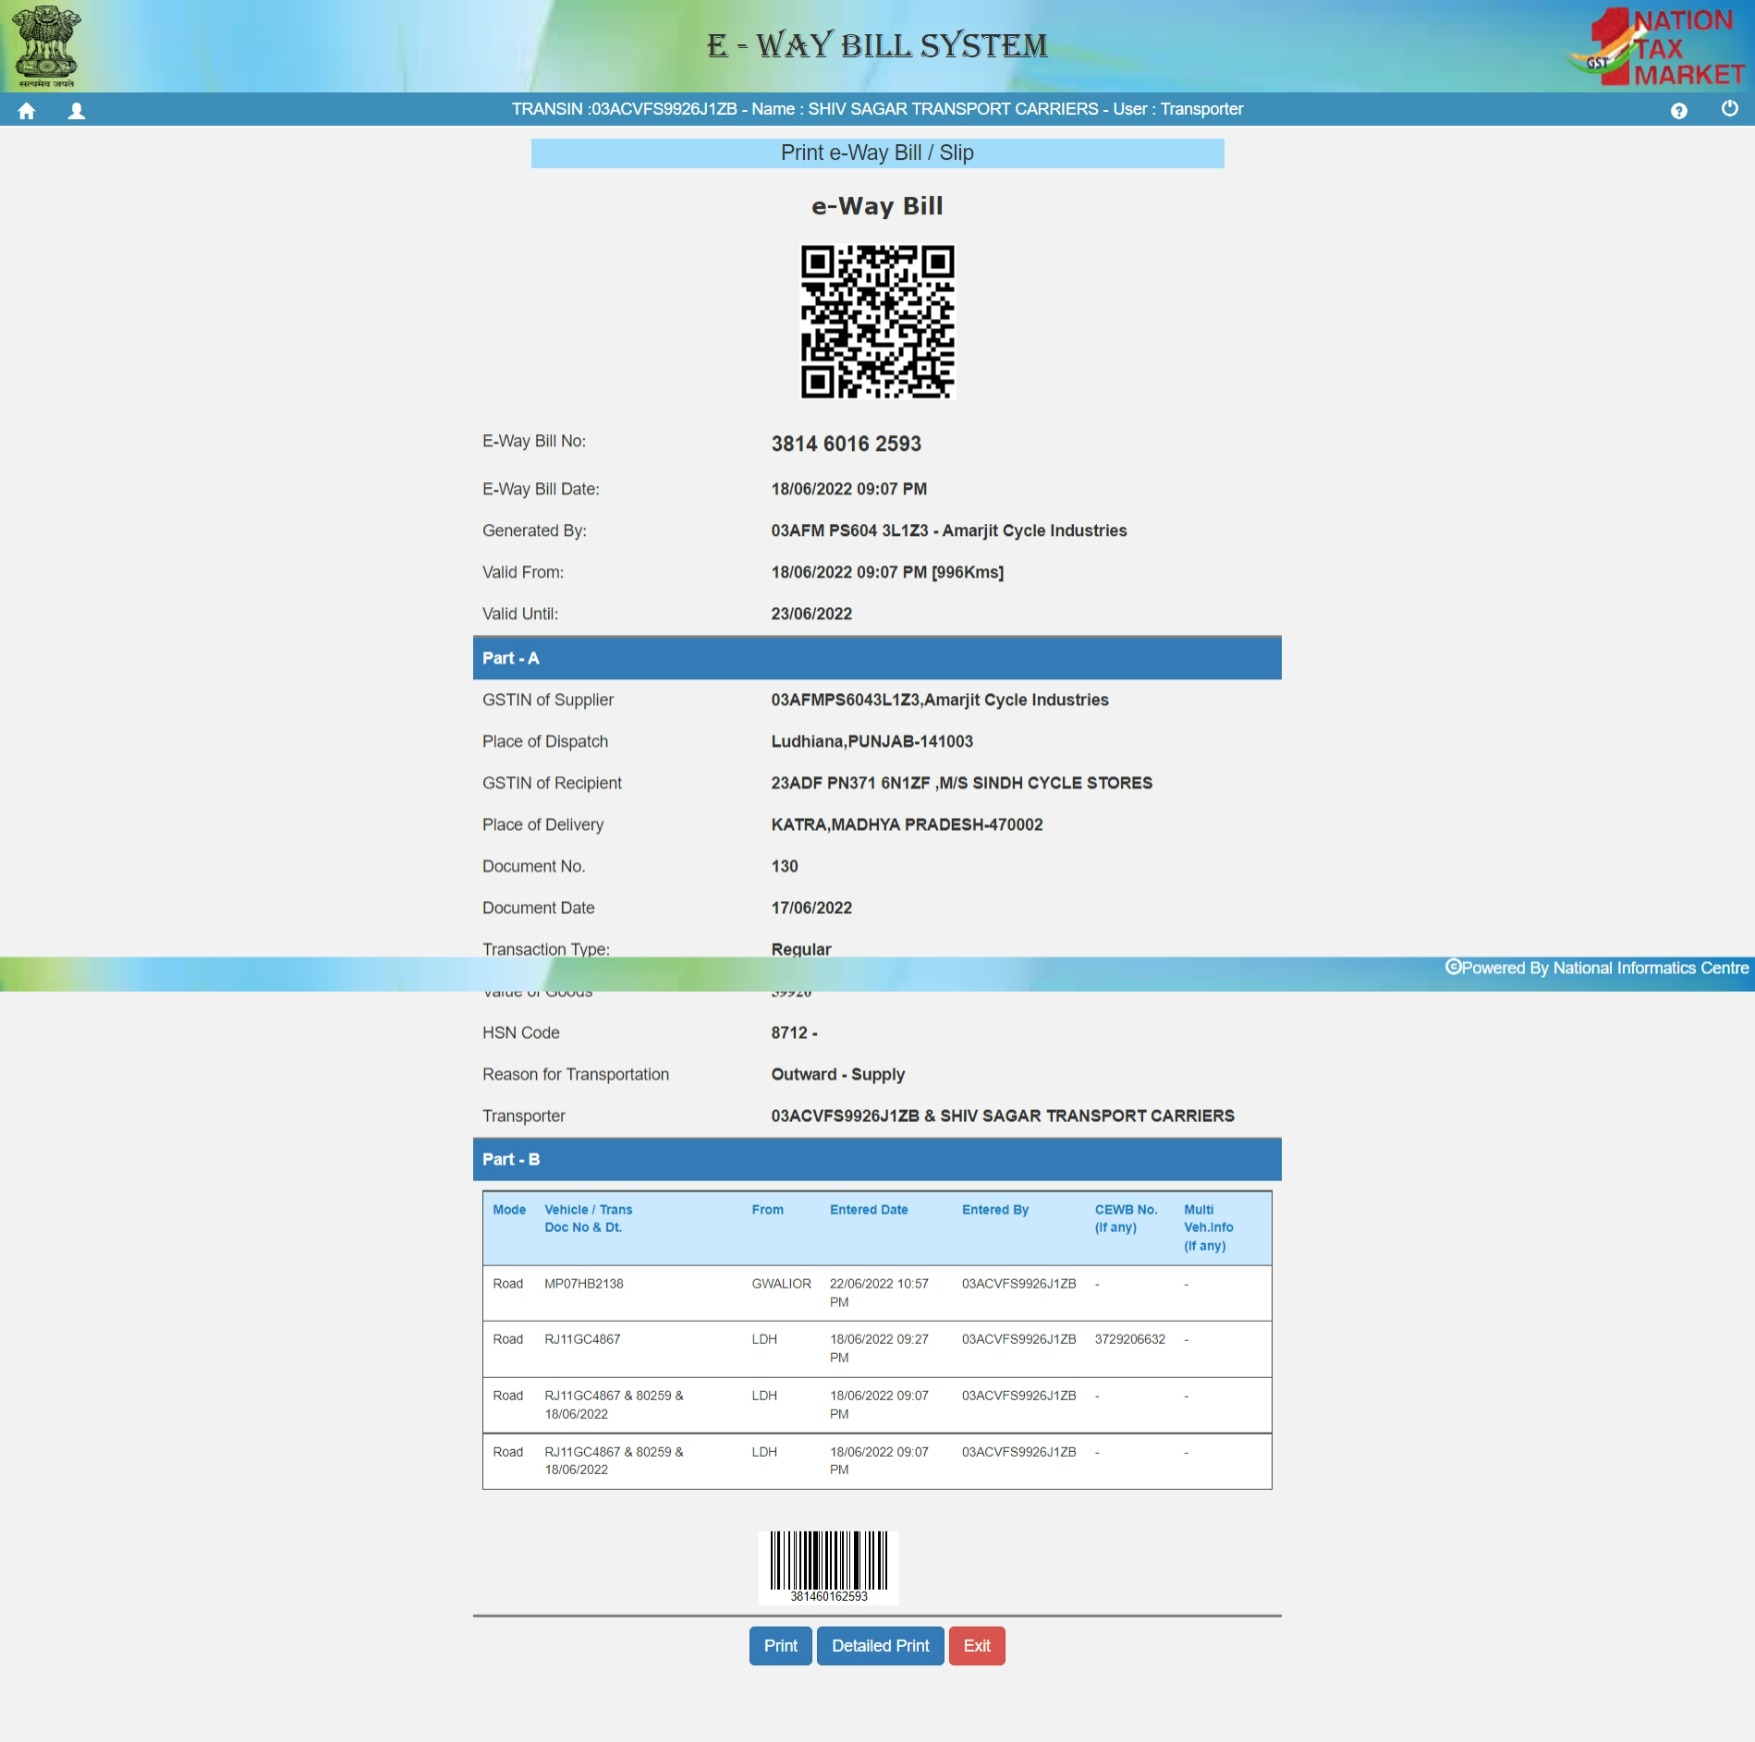 सत्यमेव जयते
E - WAY BILL SYSTEM
1 NATION
TAX
MARKET
GST
TRANSIN :03ACVFS9926J1ZB - Name : SHIV SAGAR TRANSPORT CARRIERS - User : Transporter
Print e-Way Bill / Slip
e-Way Bill
E-Way Bill No: 3814 6016 2593
E-Way Bill Date: 18/06/2022 09:07 PM
Generated By: 03AFM PS604 3L1Z3 - Amarjit Cycle Industries
Valid From: 18/06/2022 09:07 PM [996Kms]
Valid Until: 23/06/2022
Part - A
GSTIN of Supplier 03AFMPS6043L1Z3,Amarjit Cycle Industries
Place of Dispatch Ludhiana,PUNJAB-141003
GSTIN of Recipient 23ADF PN371 6N1ZF ,M/S SINDH CYCLE STORES
Place of Delivery KATRA,MADHYA PRADESH-470002
Document No. 130
Document Date 17/06/2022
Transaction Type: Regular
©Powered By National Informatics Centre
Value of Goods
HSN Code 8712 -
Reason for Transportation Outward - Supply
Transporter 03ACVFS9926J1ZB & SHIV SAGAR TRANSPORT CARRIERS
Part - B
Mode Vehicle / Trans From Entered Date Entered By CEWB No. Multi
Doc No & Dt. (If any) Veh.Info
(If any)
Road MP07HB2138 GWALIOR 22/06/2022 10:57 03ACVFS9926J1ZB - -
PM
Road RJ11GC4867 LDH 18/06/2022 09:27 03ACVFS9926J1ZB 3729206632 -
PM
Road RJ11GC4867 & 80259 & LDH 18/06/2022 09:07 03ACVFS9926J1ZB - -
18/06/2022 PM
Road RJ11GC4867 & 80259 & LDH 18/06/2022 09:07 03ACVFS9926J1ZB - -
18/06/2022 PM
381460162593
Print Detailed Print Exit